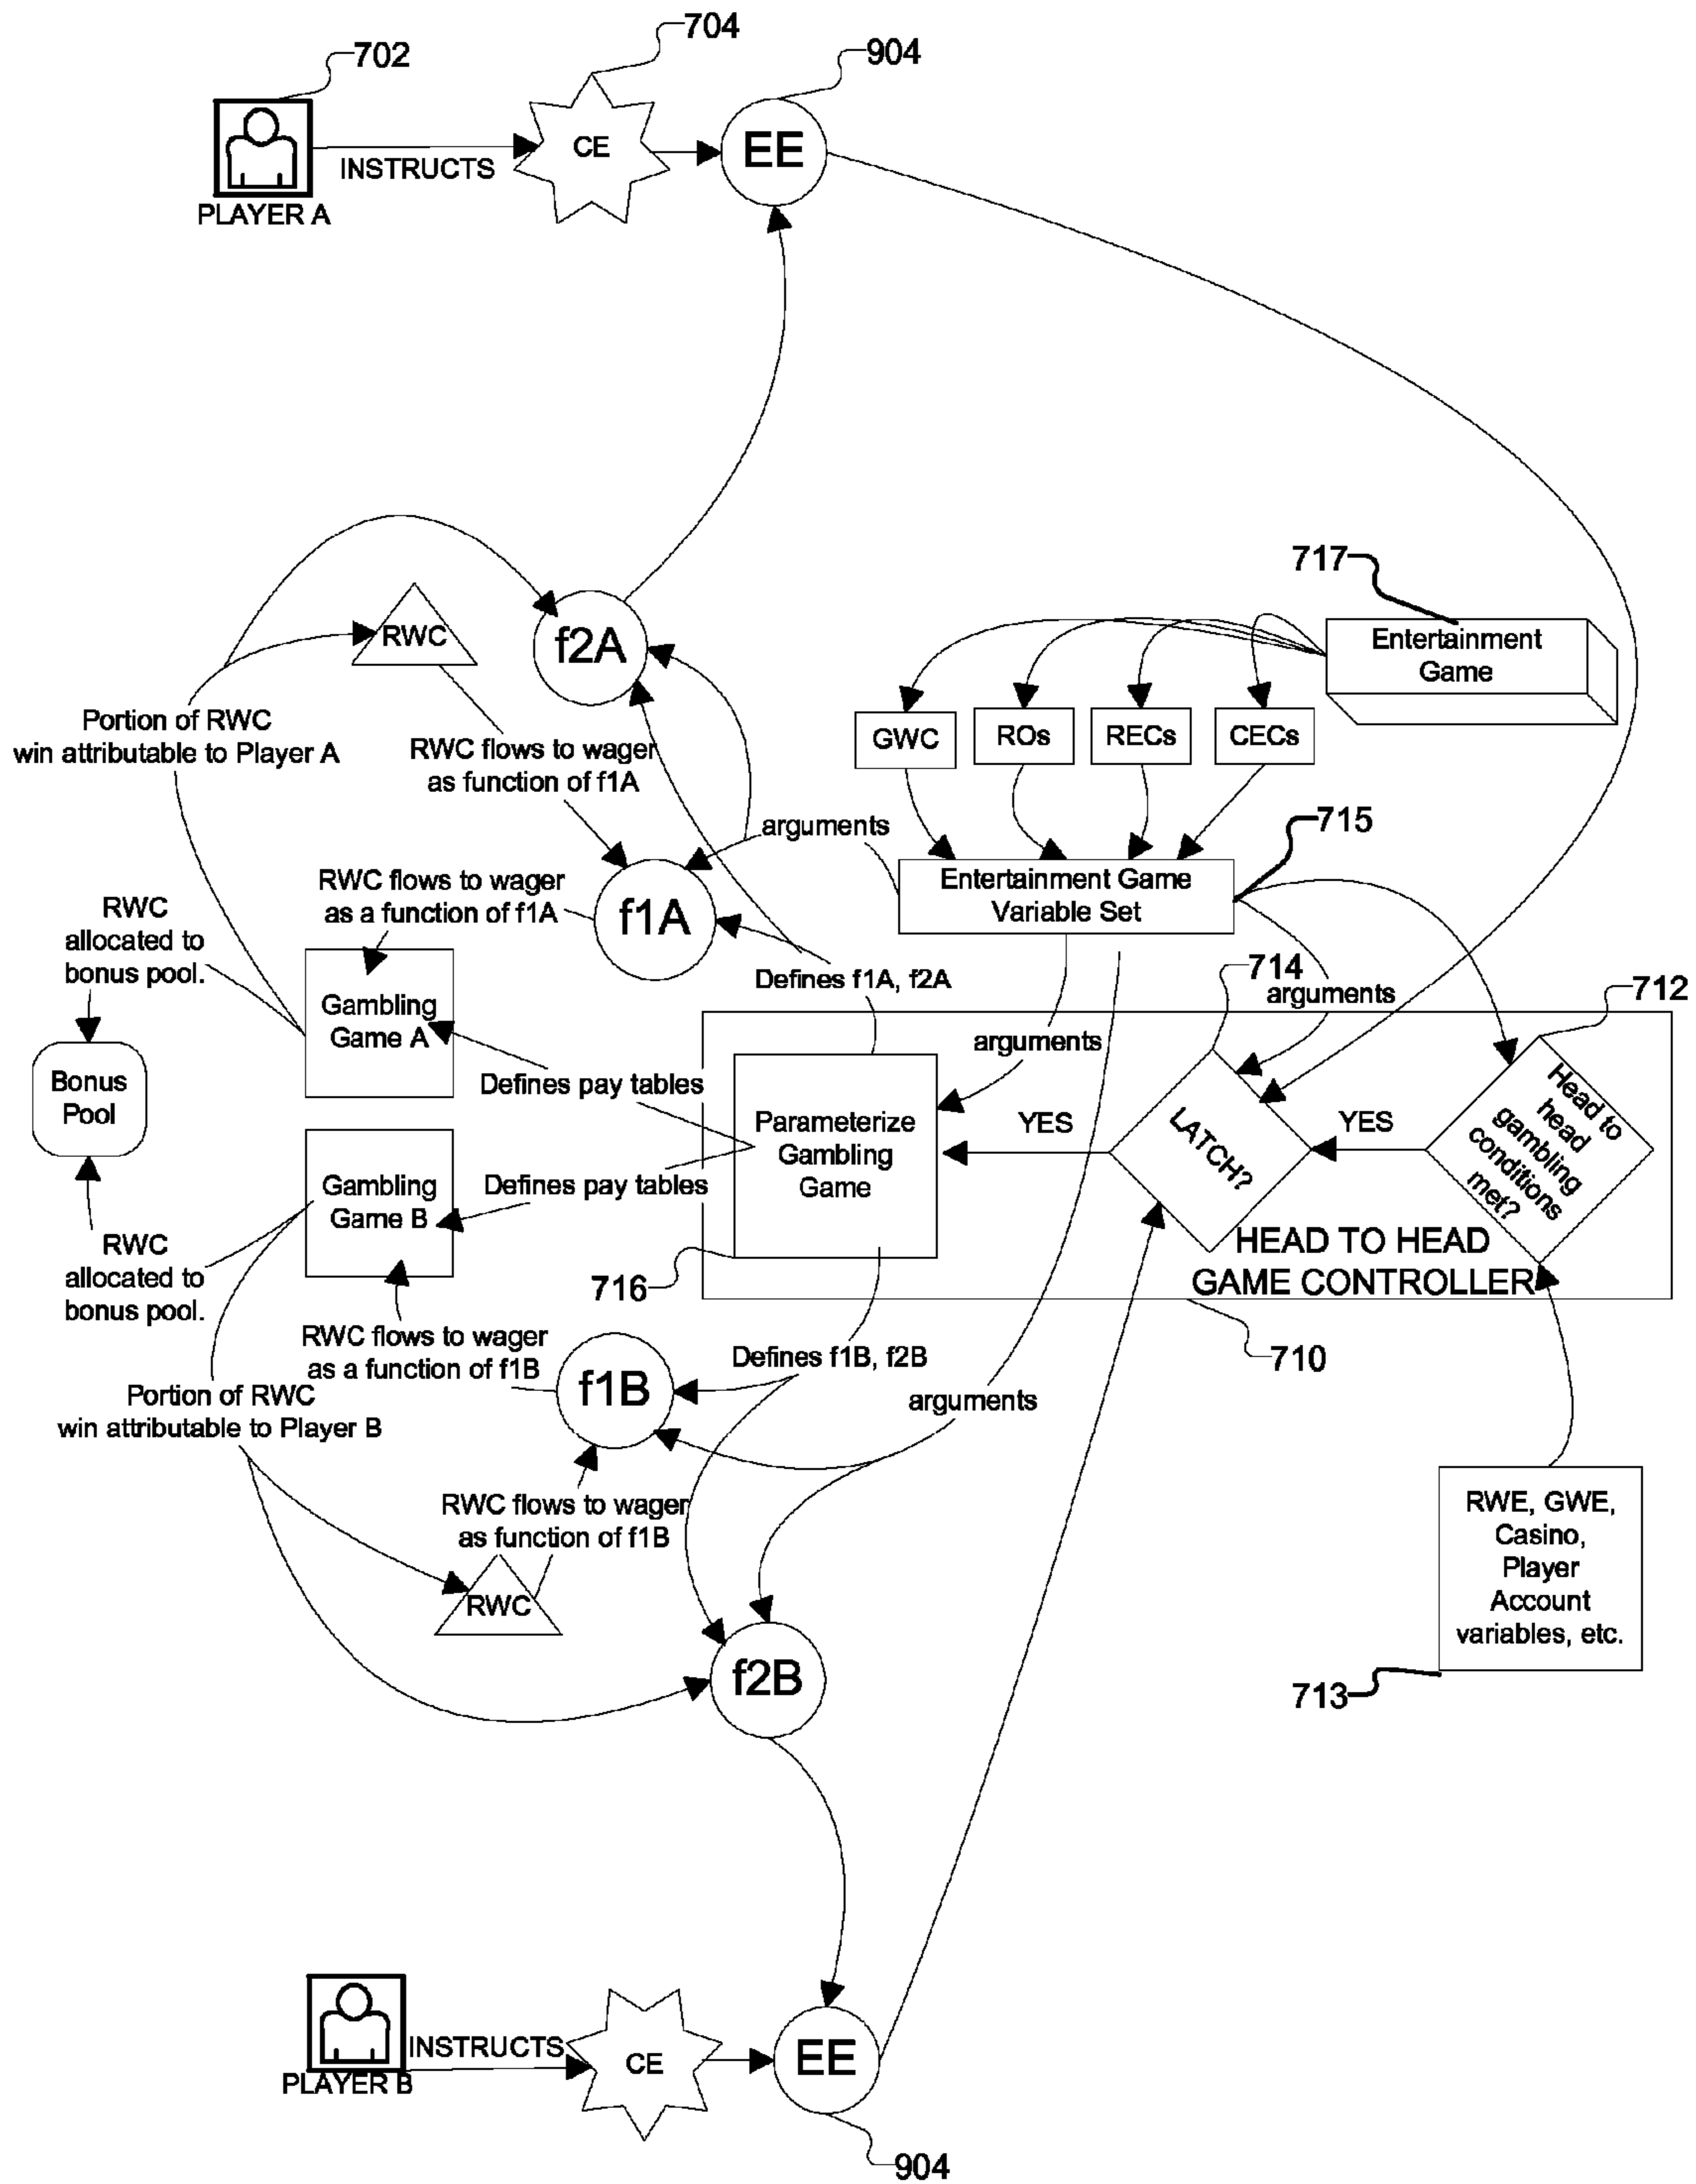 704
702
904
CE
EE
INSTRUCTS
PLAYER A
717
Entertainment
Game
RWC
f2A
GWC
ROs
RECs
CECs
Portion of RWC
win attributable to Player A
RWC flows to wager
as function of f1A
arguments
715
Entertainment Game
Variable Set
RWC flows to wager
as a function of f1A
f1A
RWC
allocated to
bonus pool.
Defines f1A, f2A
714
arguments
712
Gambling
Game A
arguments
Bonus
Pool
Defines pay tables
Parameterize
Gambling
Game
YES
LATCH?
YES
Head to
head
gambling
conditions
met?
Gambling
Game B
Defines pay tables
RWC
allocated to
bonus pool.
716
HEAD TO HEAD
GAME CONTROLLER
710
RWC flows to wager
as a function of f1B
f1B
Defines f1B, f2B
Portion of RWC
win attributable to Player B
arguments
RWC flows to wager
as function of f1B
RWC
RWE, GWE,
Casino,
Player
Account
variables, etc.
713
f2B
INSTRUCTS
PLAYER B
CE
EE
904